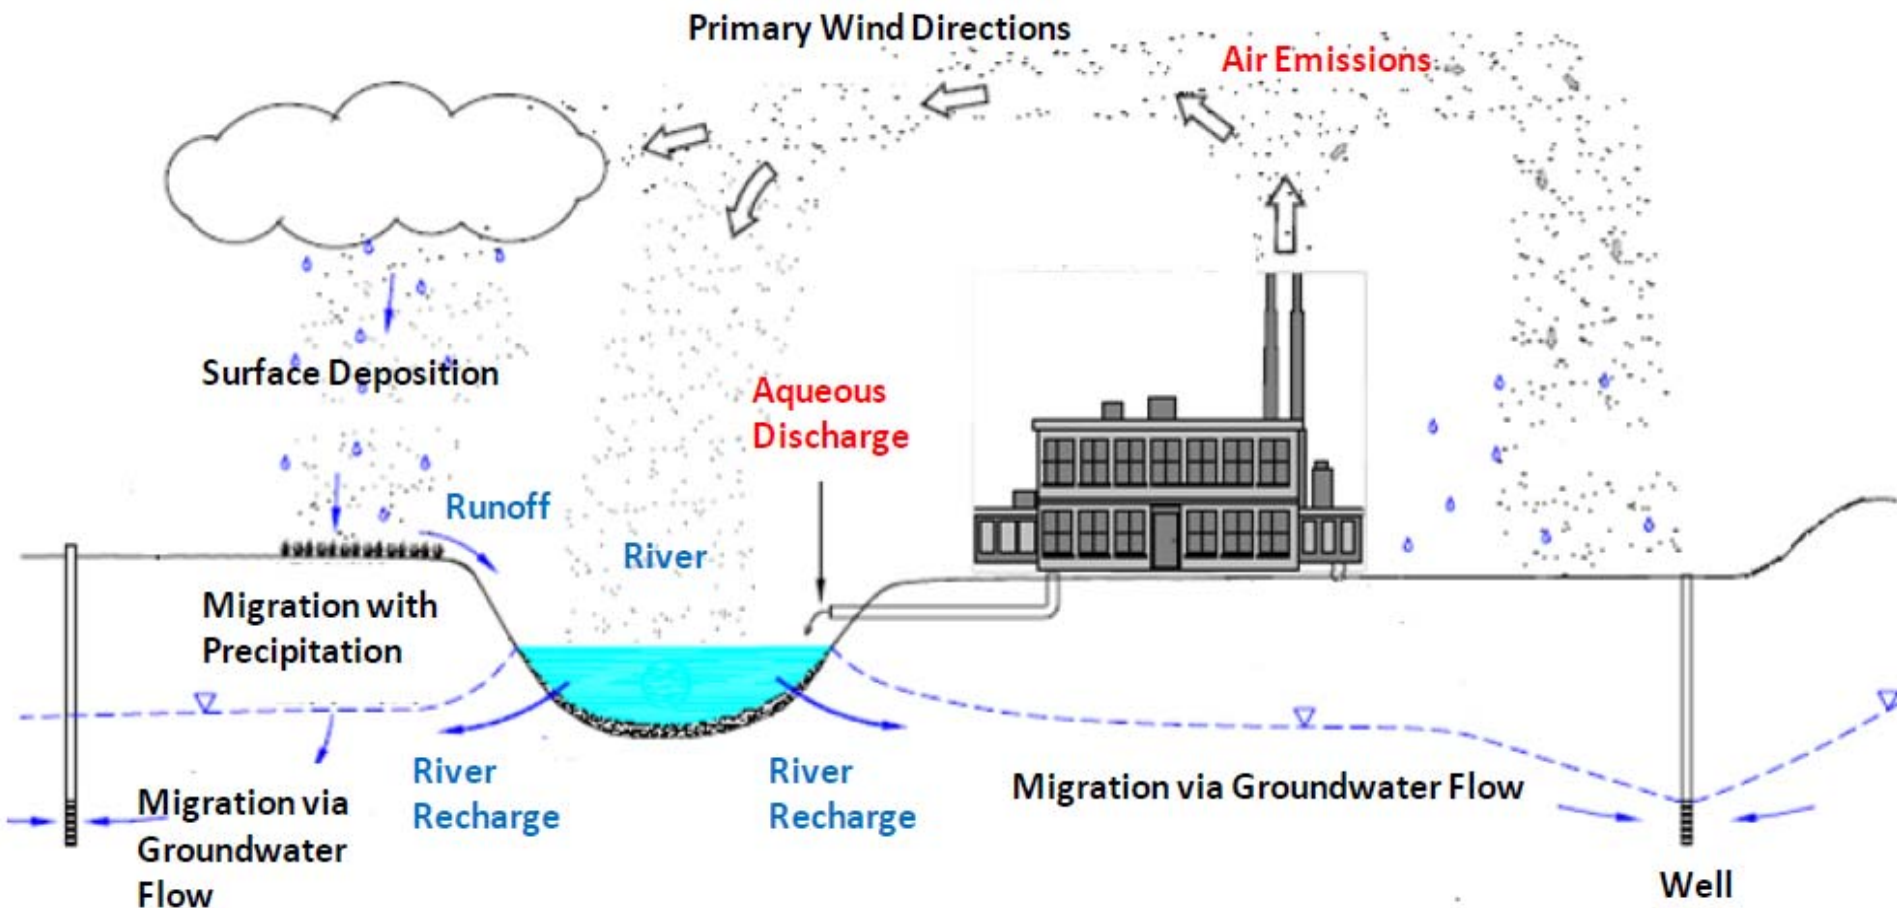 Primary Wind Directions
Air Emissions
Surface Deposition
Aqueous
Discharge
Runoff
River
Migration with
Precipitation
River
Recharge
River
Recharge
Migration via Groundwater Flow
Migration via
Groundwater
Flow
Well